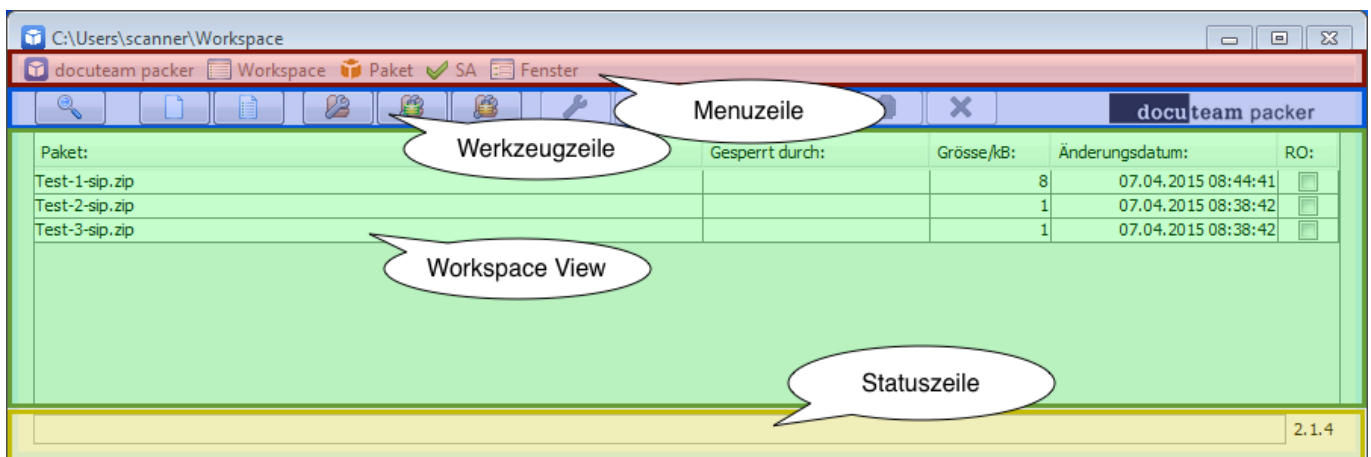 C:\Users\scanner\Workspace
docuteam packer Workspace Paket SA Fenster
Menuzeile
docuteam packer
Werkzeugzeile
Paket: Gesperrt durch: Grösse/kB: Änderungsdatum: RO:
Test-1-sip.zip 8 07.04.2015 08:44:41
Test-2-sip.zip 1 07.04.2015 08:38:42
Test-3-sip.zip 1 07.04.2015 08:38:42
Workspace View
Statuszeile
2.1.4